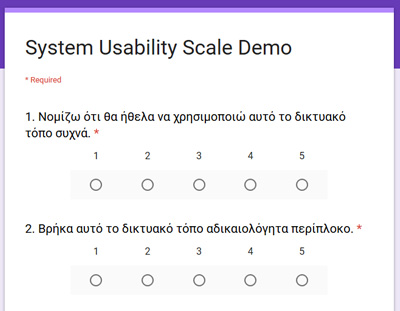 System Usability Scale Demo
* Required
1. Νομίζω ότι θα ήθελα να χρησιμοποιώ αυτό το δικτυακό
τόπο συχνά. *
1 2 3 4 5
2. Βρήκα αυτό το δικτυακό τόπο αδικαιολόγητα περίπλοκο. *
1 2 3 4 5